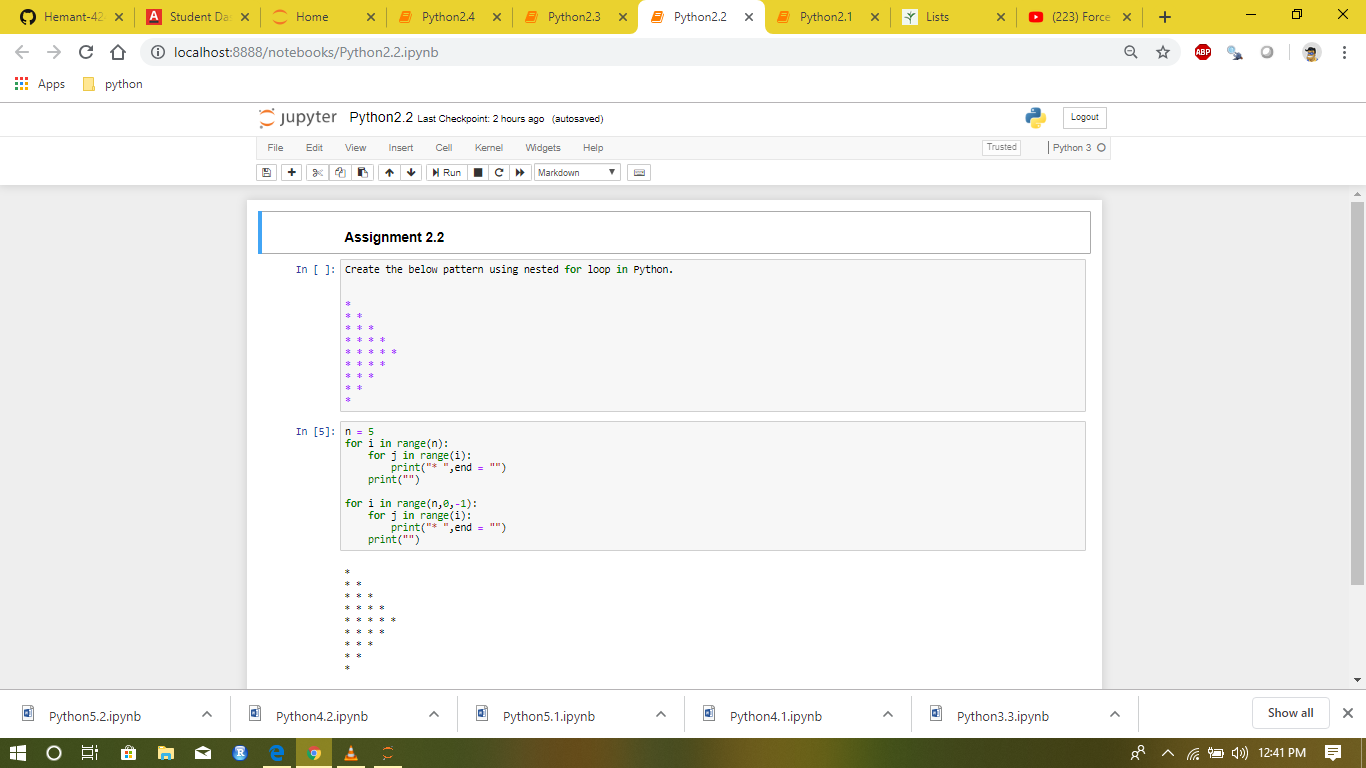 Hemant-42
Student Da
Home
Python2.4
Python2.3
Python2.2
Python2.1
Lists
(223) Force
localhost:8888/notebooks/Python2.2.ipynb
ABP
Apps
python
jupyter Python2.2 Last Checkpoint: 2 hours ago (autosaved)
Logout
File Edit View Insert Cell Kernel Widgets Help
Trusted
Python 3
Run
Markdown
Assignment 2.2
In [ ]: Create the below pattern using nested for loop in Python.
*
* *
* * *
* * * *
* * * * *
* * * *
* * *
* *
*
In [5]: n = 5
for i in range(n):
    for j in range(i):
        print("* ",end = "")
    print("")
for i in range(n,0,-1):
    for j in range(i):
        print("* ",end = "")
    print("")
*
* *
* * *
* * * *
* * * * *
* * * *
* * *
* *
*
Python5.2.ipynb
Python4.2.ipynb
Python5.1.ipynb
Python4.1.ipynb
Python3.3.ipynb
Show all
12:41 PM